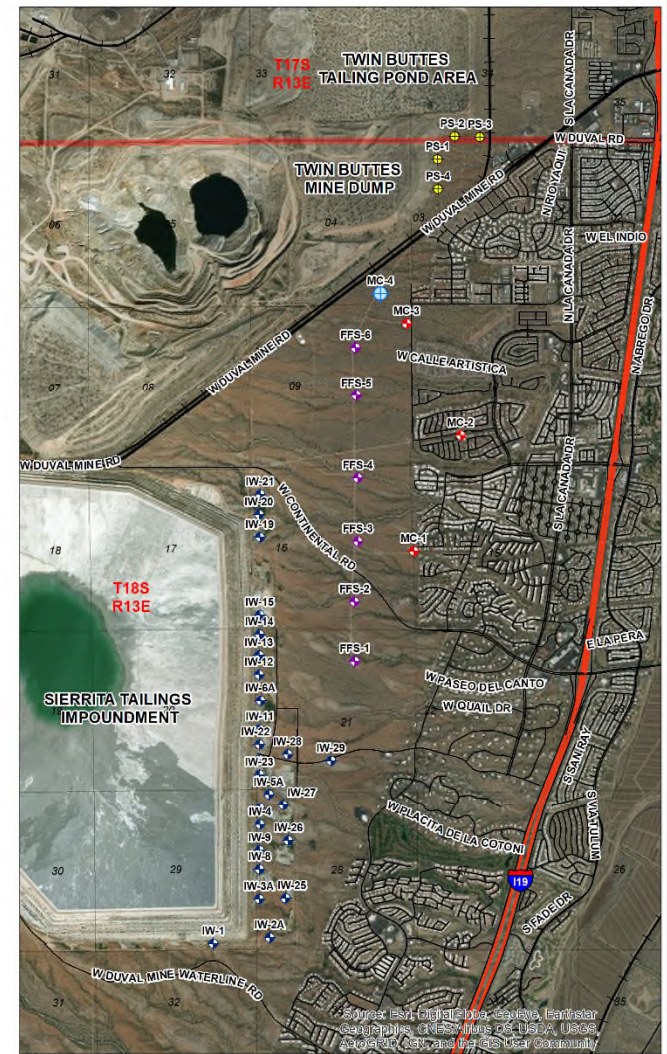 TWIN BUTTES
TAILING POND AREA
T17S
R13E
31
32
33
34
35
S LA CANADA DR
PS-2
PS-3
W DUVAL RD
PS-1
PS-4
TWIN BUTTES
MINE DUMP
N RIO YAQUI
06
05
04
03
W DUVAL MINE RD
W EL INDIO
N LA CANADA DR
N ABREGO DR
MC-4
MC-3
FFS-6
W DUVAL MINE RD
W CALLE ARTISTICA
07
08
09
FFS-5
MC-2
W DUVAL MINE RD
FFS-4
S LA CANADA DR
IW-21
IW-20
IW-19
W CONTINENTAL RD
18
17
16
FFS-3
MC-1
T18S
R13E
FFS-2
IW-15
IW-14
IW-13
IW-12
E LA PERA
FFS-1
IW-6A
W PASEO DEL CANTO
SIERRITA TAILINGS
IMPOUNDMENT
W QUAIL DR
IW-11
21
IW-22
IW-28
IW-29
S SAN RAY
IW-23
IW-5A
IW-27
S VIA TULUM
IW-4
W PLACITA DE LA COTONI
IW-26
IW-9
IW-8
30
29
28
26
I19
IW-3A
IW-25
S FADE DR
IW-1
IW-2A
W DUVAL MINE WATERLINE RD
31
32
35
Source: Esri, DigitalGlobe, GeoEye, Earthstar
Geographics, CNES/Airbus DS, USDA, USGS,
AeroGRID, IGN, and the GIS User Community